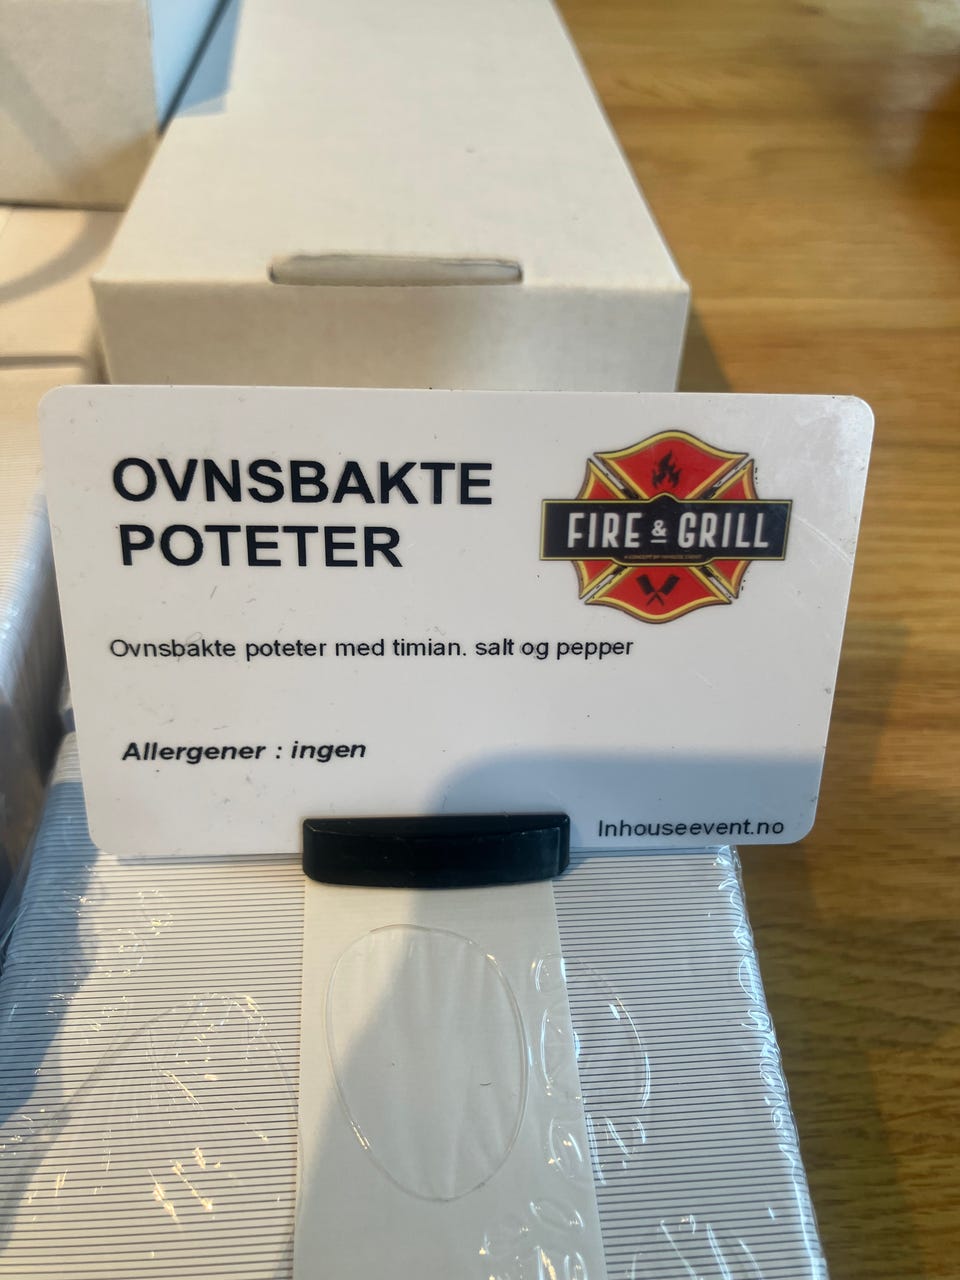 OVNSBAKTE
POTETER
FIRE & GRILL
Ovnsbakte poteter med timian. salt og pepper
Allergener : ingen
Inhouseevent.no